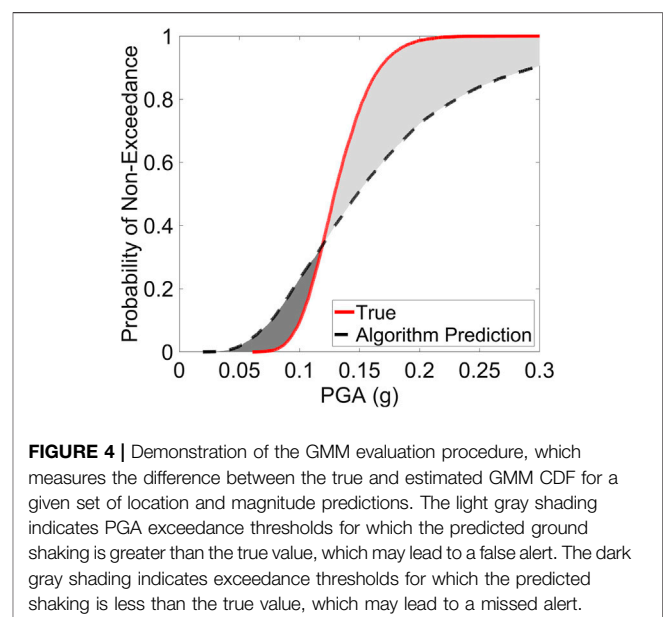 1
0.8
0.6
0.4
0.2
0
Probability of Non-Exceedance
True
Algorithm Prediction
0 0.05 0.1 0.15 0.2 0.25 0.3
PGA (g)
FIGURE 4 | Demonstration of the GMM evaluation procedure, which
measures the difference between the true and estimated GMM CDF for a
given set of location and magnitude predictions. The light gray shading
indicates PGA exceedance thresholds for which the predicted ground
shaking is greater than the true value, which may lead to a false alert. The dark
gray shading indicates exceedance thresholds for which the predicted
shaking is less than the true value, which may lead to a missed alert.